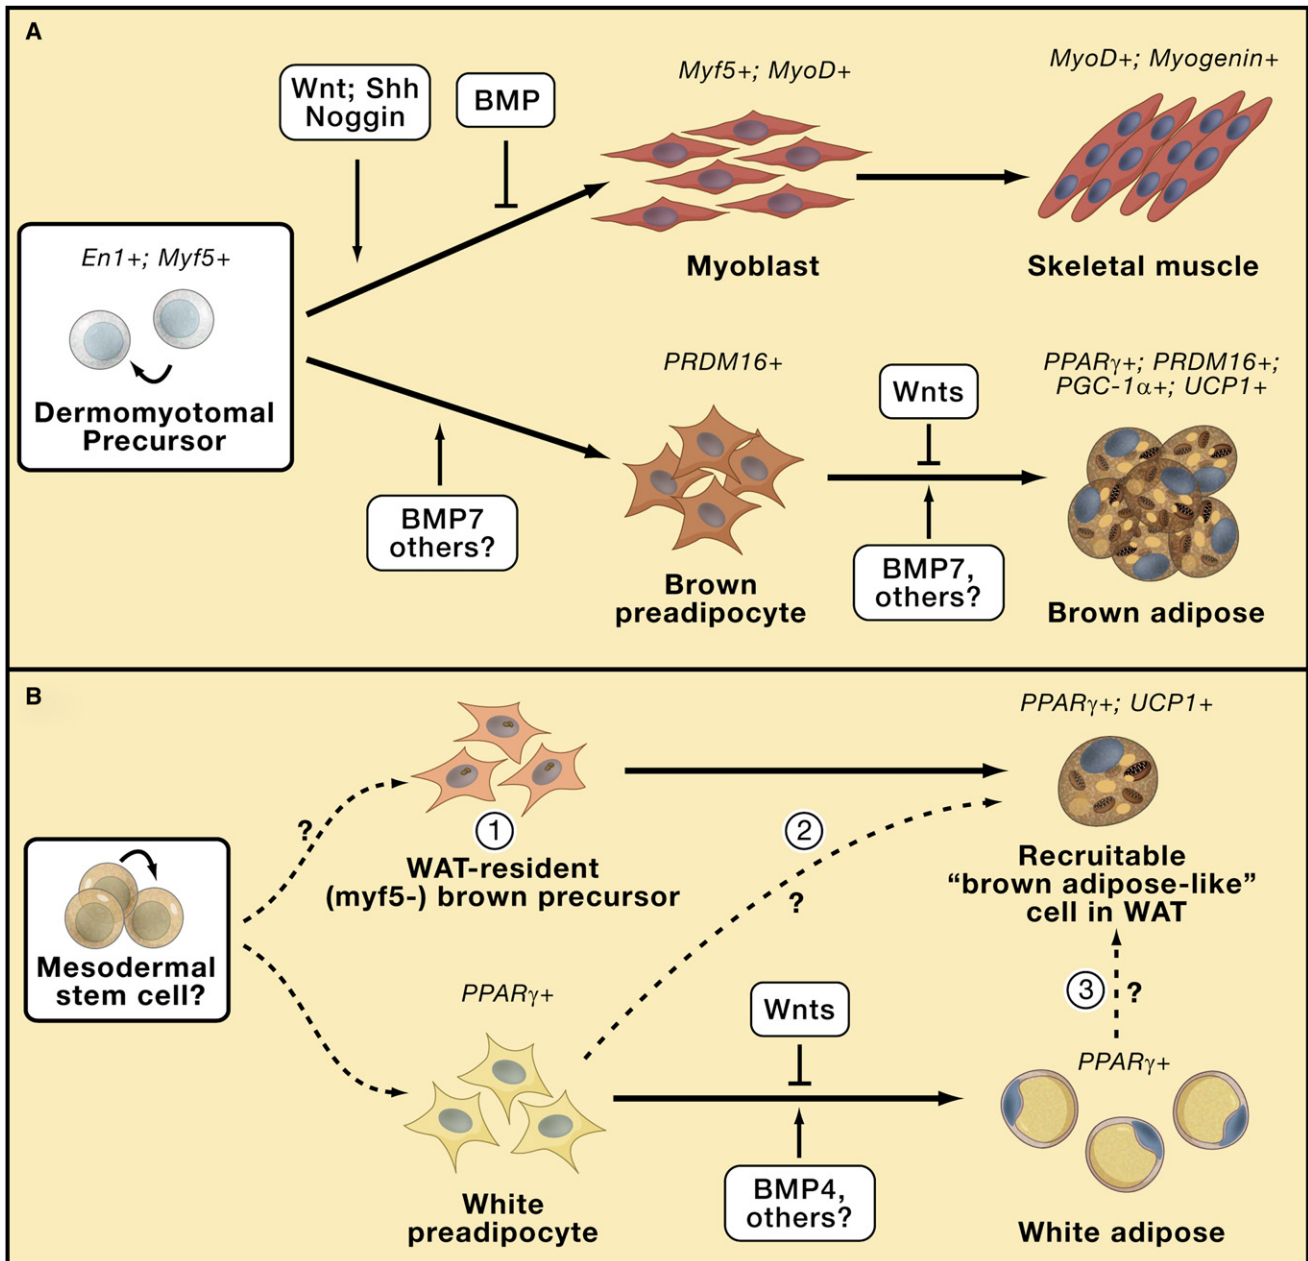 A
Wnt; Shh
Noggin
BMP
Myf5+; MyoD+
MyoD+; Myogenin+
En1+; Myf5+
Dermomyotomal
Precursor
Myoblast
Skeletal muscle
PRDM16+
Wnts
PPARγ+; PRDM16+;
PGC-1α+; UCP1+
BMP7
others?
Brown
preadipocyte
BMP7,
others?
Brown adipose
B
PPARγ+; UCP1+
?
1
2
WAT-resident
(myf5-) brown precursor
?
Recruitable
“brown adipose-like”
cell in WAT
Mesodermal
stem cell?
PPARγ+
Wnts
3
?
PPARγ+
BMP4,
others?
White
preadipocyte
White adipose